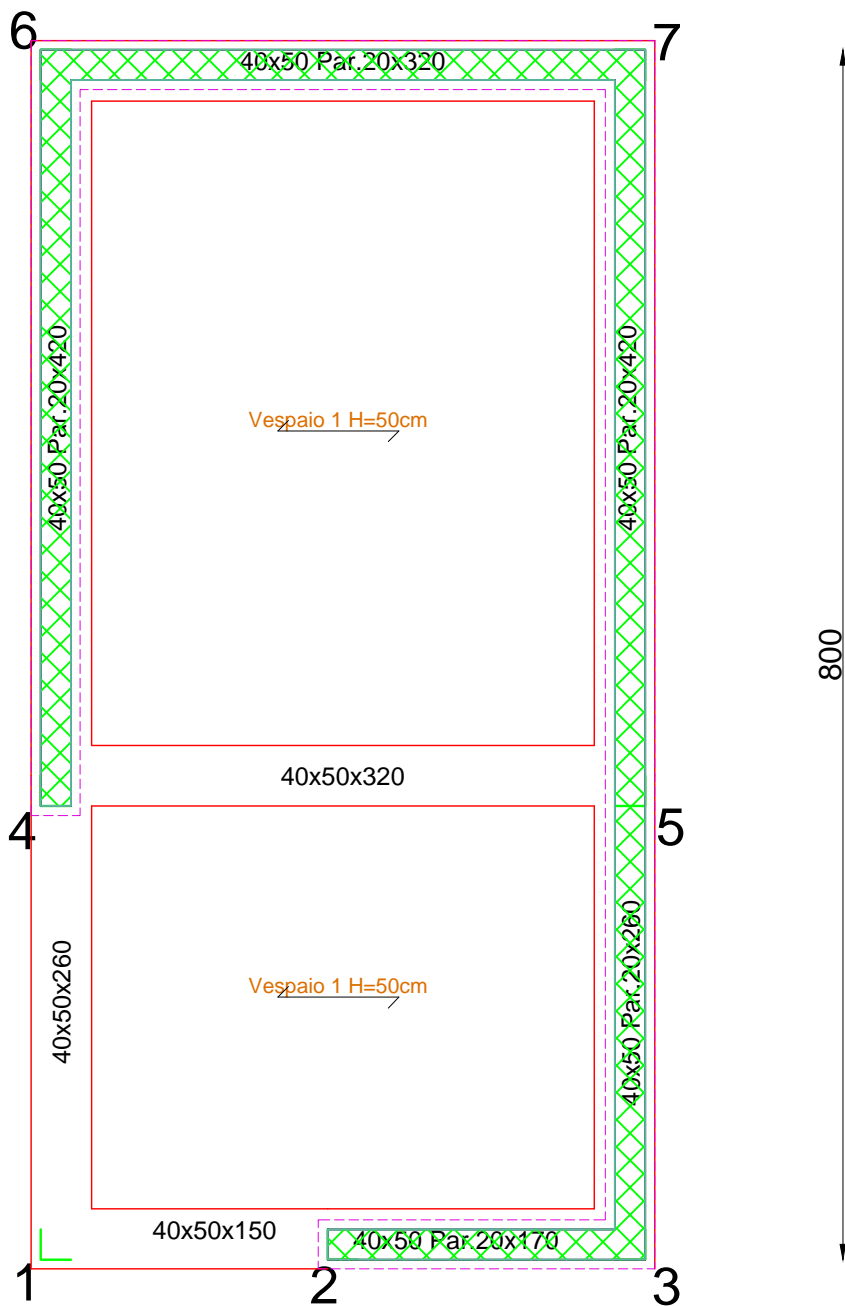 6
7
40x50 Par.20x320
40x50 Par.20x420
40x50 Par.20x420
Vespaio 1 H=50cm
800
40x50x320
4
5
40x50x260
40x50 Par.20x260
Vespaio 1 H=50cm
40x50x150
40x50 Par.20x170
1
2
3